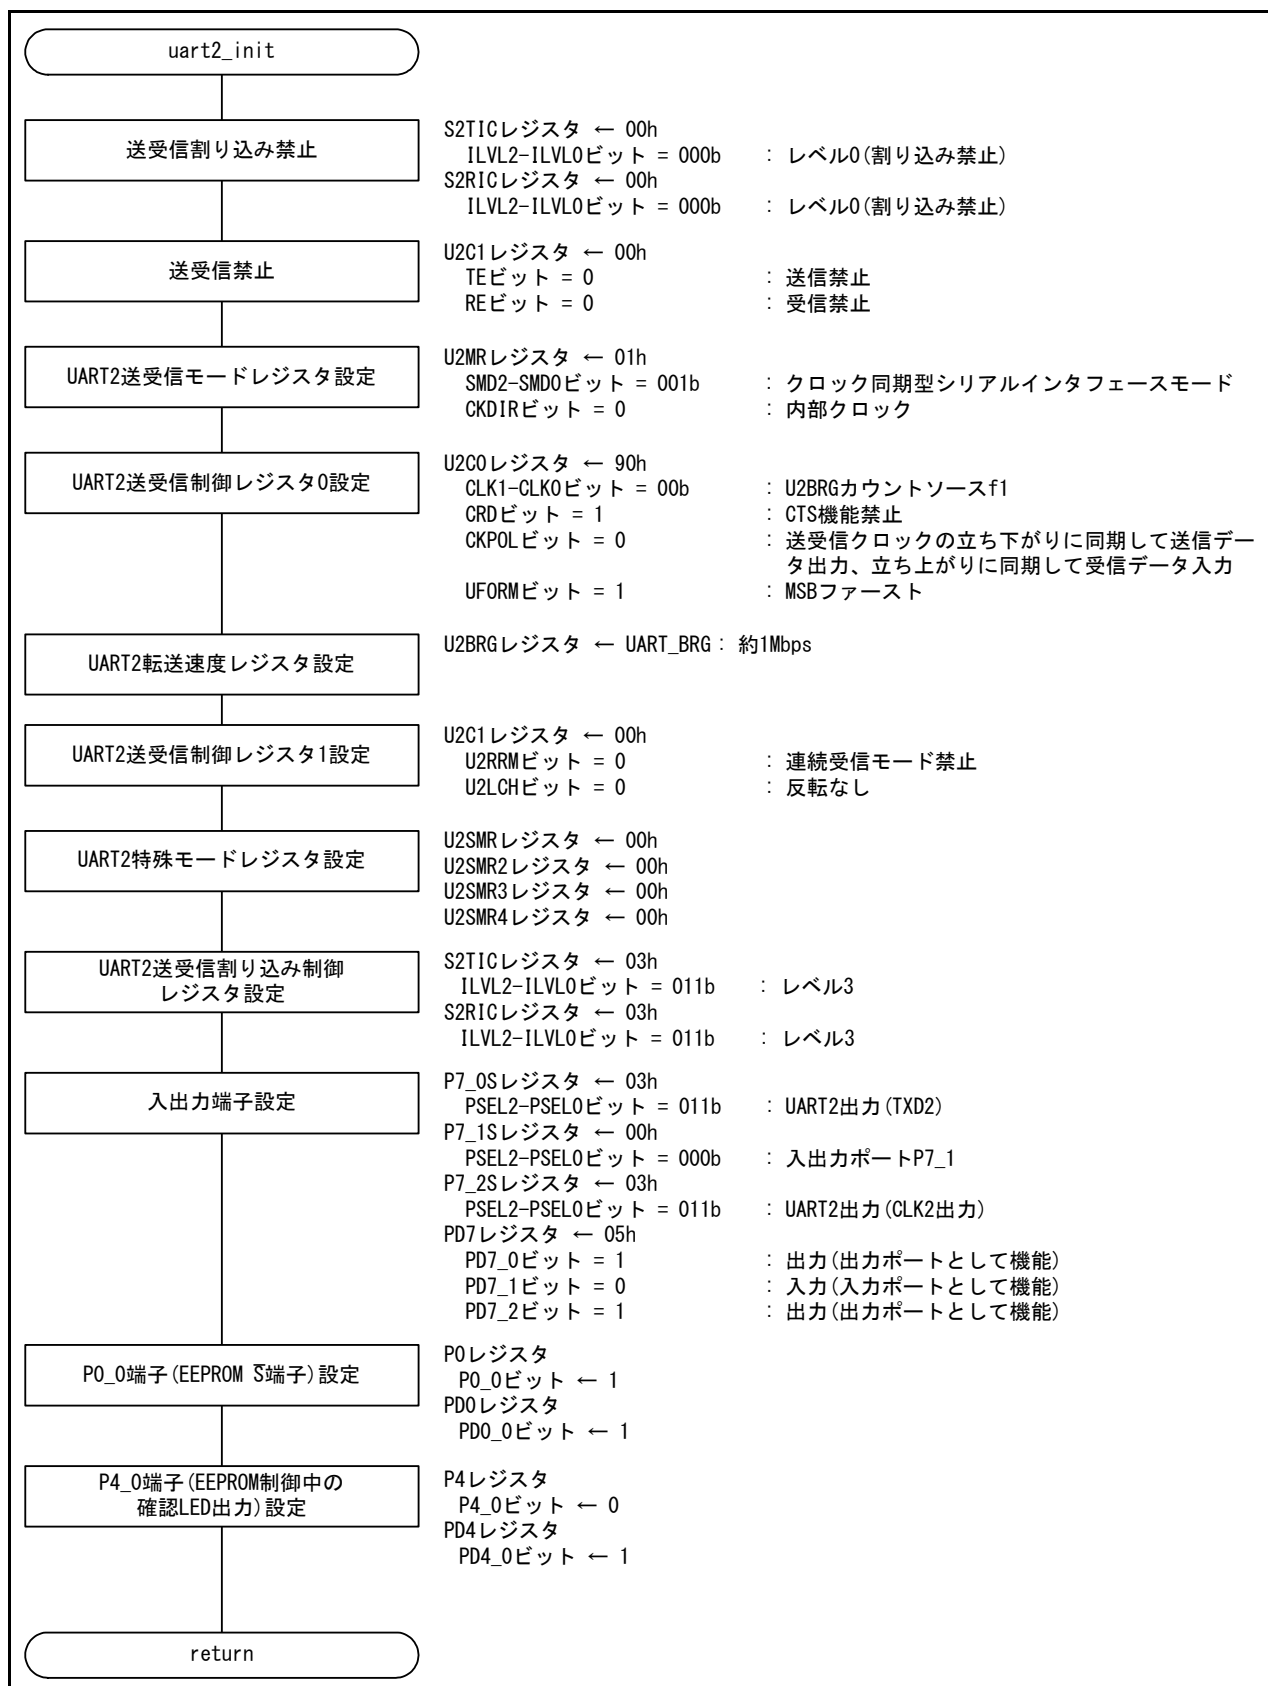 uart2_init
送受信割り込み禁止
S2TICレジスタ ← 00h
ILVL2-ILVL0ビット = 000b : レベル0(割り込み禁止)
S2RICレジスタ ← 00h
ILVL2-ILVL0ビット = 000b : レベル0(割り込み禁止)
送受信禁止
U2C1レジスタ ← 00h
TEビット = 0 : 送信禁止
REビット = 0 : 受信禁止
UART2送受信モードレジスタ設定
U2MRレジスタ ← 01h
SMD2-SMD0ビット = 001b : クロック同期型シリアルインタフェースモード
CKDIRビット = 0 : 内部クロック
UART2送受信制御レジスタ0設定
U2C0レジスタ ← 90h
CLK1-CLK0ビット = 00b : U2BRGカウントソースf1
CRDビット = 1 : CTS機能禁止
CKPOLビット = 0 : 送受信クロックの立ち下がりに同期して送信デー
タ出力、立ち上がりに同期して受信データ入力
UFORMビット = 1 : MSBファースト
UART2転送速度レジスタ設定
U2BRGレジスタ ← UART_BRG : 約1Mbps
UART2送受信制御レジスタ1設定
U2C1レジスタ ← 00h
U2RRMビット = 0 : 連続受信モード禁止
U2LCHビット = 0 : 反転なし
UART2特殊モードレジスタ設定
U2SMRレジスタ ← 00h
U2SMR2レジスタ ← 00h
U2SMR3レジスタ ← 00h
U2SMR4レジスタ ← 00h
UART2送受信割り込み制御
レジスタ設定
S2TICレジスタ ← 03h
ILVL2-ILVL0ビット = 011b : レベル3
S2RICレジスタ ← 03h
ILVL2-ILVL0ビット = 011b : レベル3
入出力端子設定
P7_0Sレジスタ ← 03h
PSEL2-PSEL0ビット = 011b : UART2出力(TXD2)
P7_1Sレジスタ ← 00h
PSEL2-PSEL0ビット = 000b : 入出力ポートP7_1
P7_2Sレジスタ ← 03h
PSEL2-PSEL0ビット = 011b : UART2出力(CLK2出力)
PD7レジスタ ← 05h
PD7_0ビット = 1 : 出力(出力ポートとして機能)
PD7_1ビット = 0 : 入力(入力ポートとして機能)
PD7_2ビット = 1 : 出力(出力ポートとして機能)
P0_0端子(EEPROM S̅端子)設定
P0レジスタ
P0_0ビット ← 1
PD0レジスタ
PD0_0ビット ← 1
P4_0端子(EEPROM制御中の
確認LED出力)設定
P4レジスタ
P4_0ビット ← 0
PD4レジスタ
PD4_0ビット ← 1
return